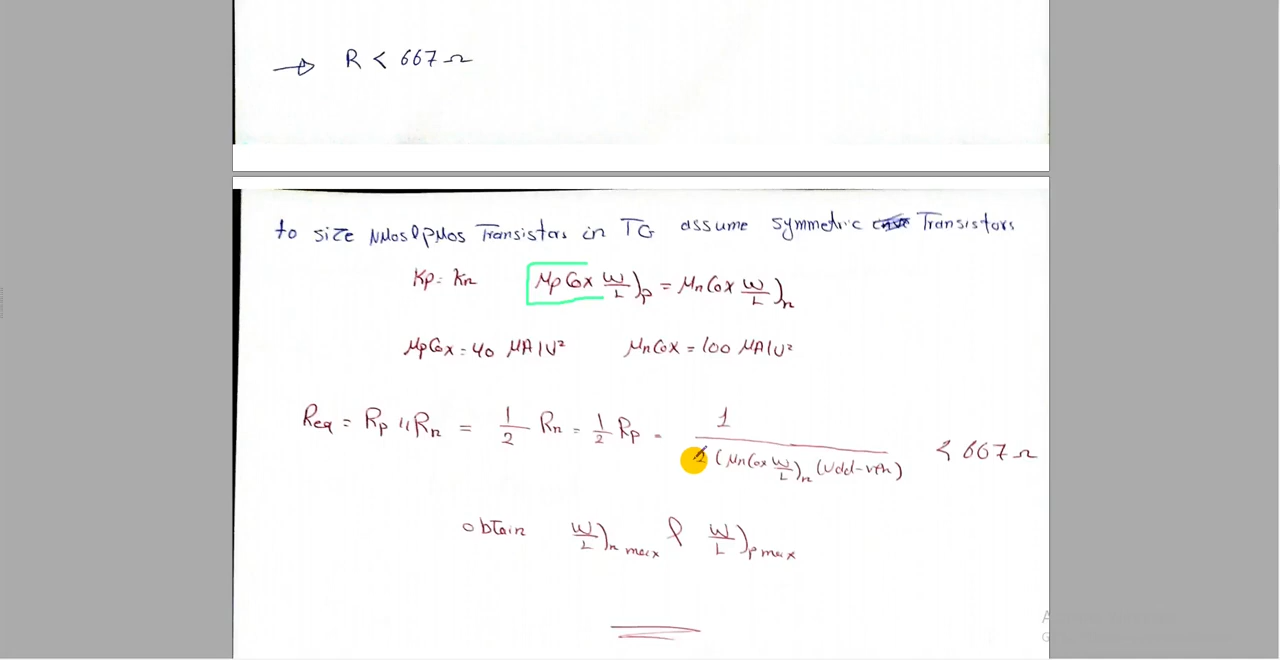 → R < 667 Ω
to size NMos & pMos Transistors in TG assume symmetric Transistors
Kp = Kn μpCox W/L)p = μnCox W/L)n
μpCox = 40 μA/V² μnCox = 100 μA/V²
Req = Rp // Rn = 1/2 Rn = 1/2 Rp = 1 / 2 (μnCox W/L)n (Vdd-Vth) < 667 Ω
obtain W/L)n max & W/L)p max